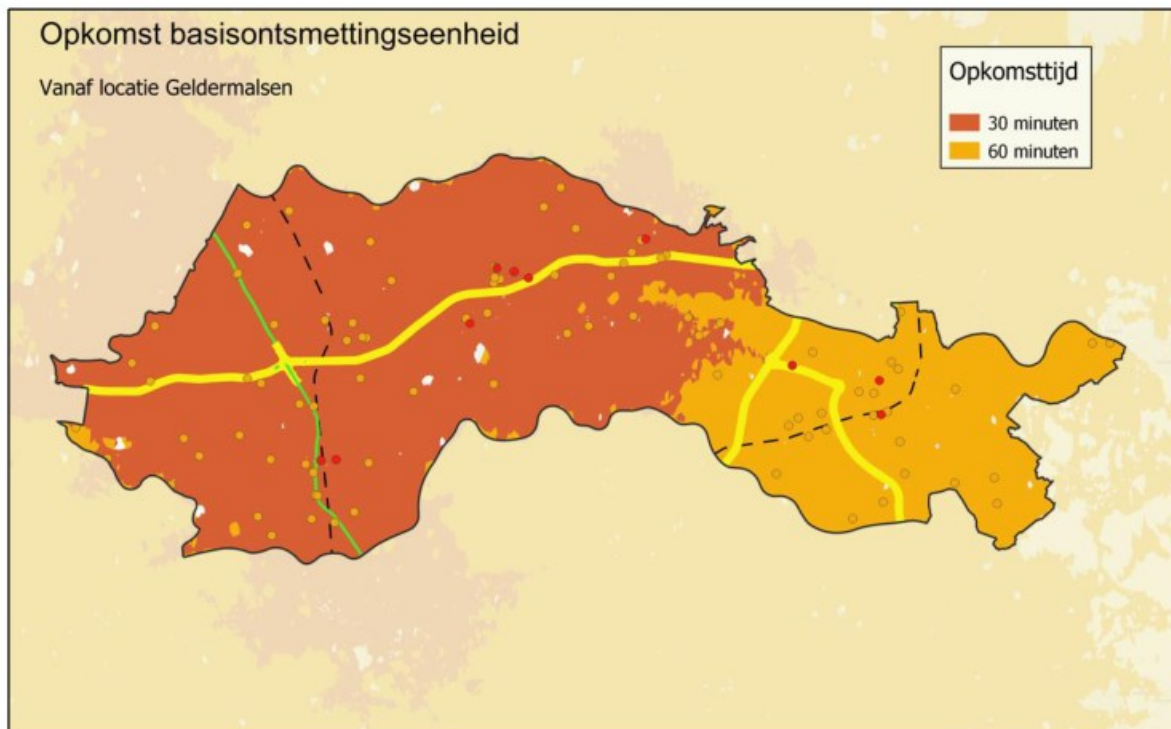 Opkomst basisontsmettingseenheid
Vanaf locatie Geldermalsen
Opkomsttijd
30 minuten
60 minuten